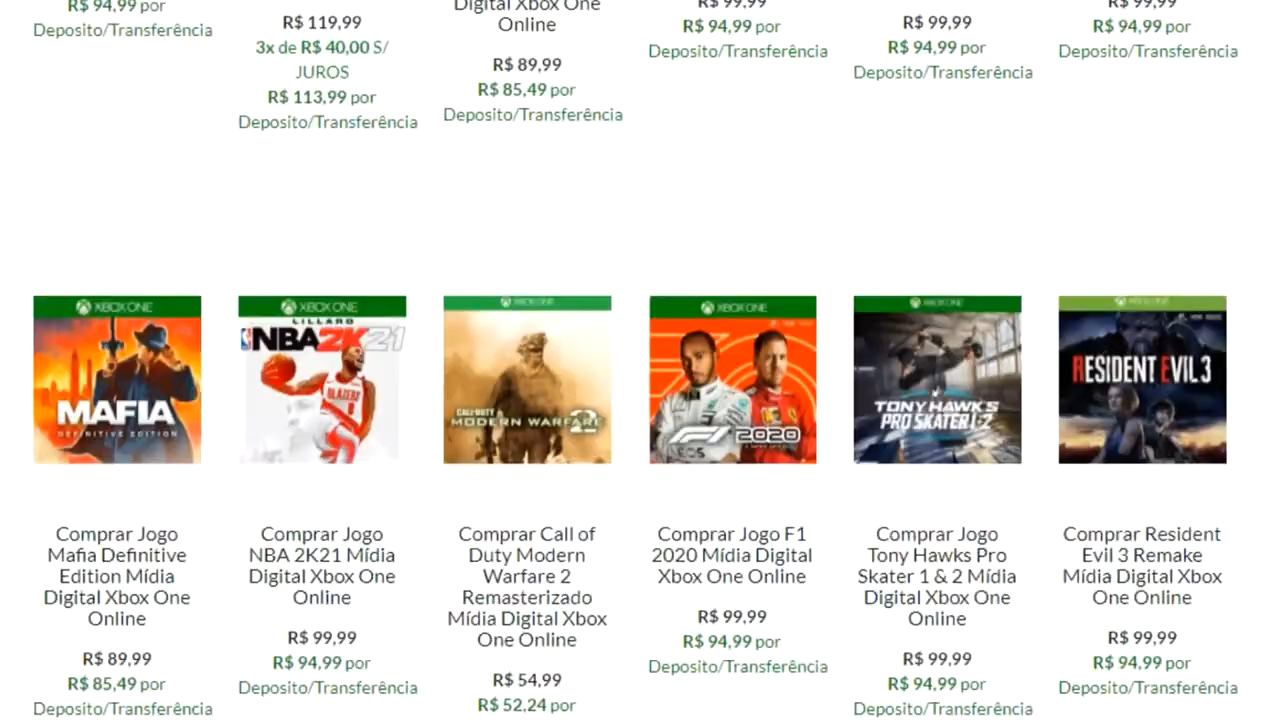 R$ 94,99 por
Deposito/Transferência
R$ 119,99
3x de R$ 40,00 S/
JUROS
R$ 113,99 por
Deposito/Transferência
Digital Xbox One
Online
R$ 89,99
R$ 85,49 por
Deposito/Transferência
R$ 99,99
R$ 94,99 por
Deposito/Transferência
R$ 99,99
R$ 94,99 por
Deposito/Transferência
R$ 99,99
R$ 94,99 por
Deposito/Transferência
XBOX ONE
MAFIA
DEFINITIVE EDITION
XBOX ONE
LILLARD
NBA 2K21
BLAZERS
XBOX ONE
CALL OF DUTY
MODERN WARFARE 2
XBOX ONE
F1 2020
XBOX ONE
TONY HAWK'S
PRO SKATER 1+2
XBOX ONE
RESIDENT EVIL 3
Comprar Jogo
Mafia Definitive
Edition Mídia
Digital Xbox One
Online
R$ 89,99
R$ 85,49 por
Deposito/Transferência
Comprar Jogo
NBA 2K21 Mídia
Digital Xbox One
Online
R$ 99,99
R$ 94,99 por
Deposito/Transferência
Comprar Call of
Duty Modern
Warfare 2
Remasterizado
Mídia Digital Xbox
One Online
R$ 54,99
R$ 52,24 por
Comprar Jogo F1
2020 Mídia Digital
Xbox One Online
R$ 99,99
R$ 94,99 por
Deposito/Transferência
Comprar Jogo
Tony Hawks Pro
Skater 1 & 2 Mídia
Digital Xbox One
Online
R$ 99,99
R$ 94,99 por
Deposito/Transferência
Comprar Resident
Evil 3 Remake
Mídia Digital Xbox
One Online
R$ 99,99
R$ 94,99 por
Deposito/Transferência